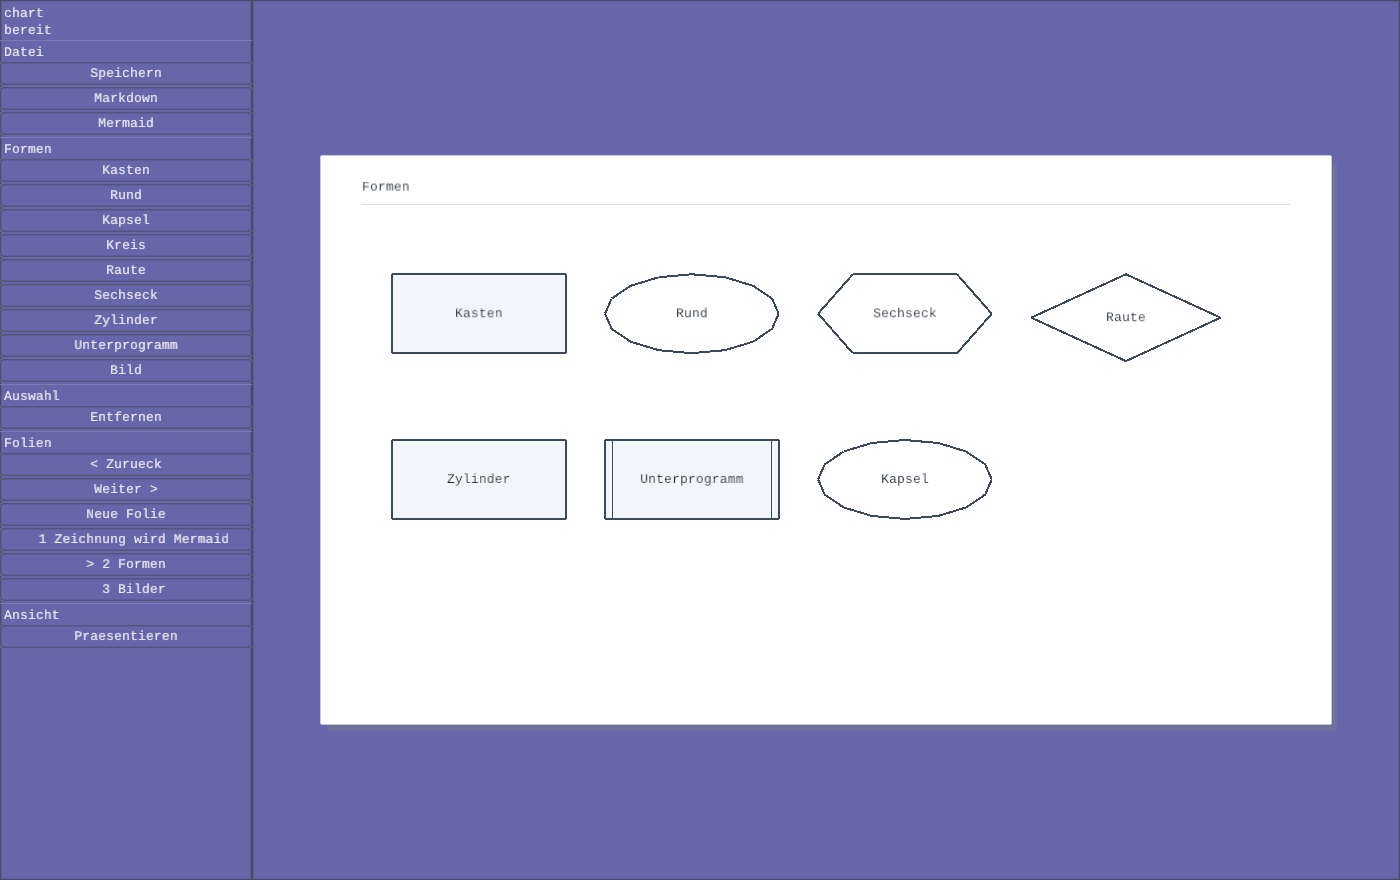 chart
bereit
Datei
Speichern
Markdown
Mermaid
Formen
Kasten
Rund
Kapsel
Kreis
Raute
Sechseck
Zylinder
Unterprogramm
Bild
Auswahl
Entfernen
Folien
< Zurueck
Weiter >
Neue Folie
1 Zeichnung wird Mermaid
> 2 Formen
3 Bilder
Ansicht
Praesentieren
Formen
Kasten
Rund
Sechseck
Raute
Zylinder
Unterprogramm
Kapsel